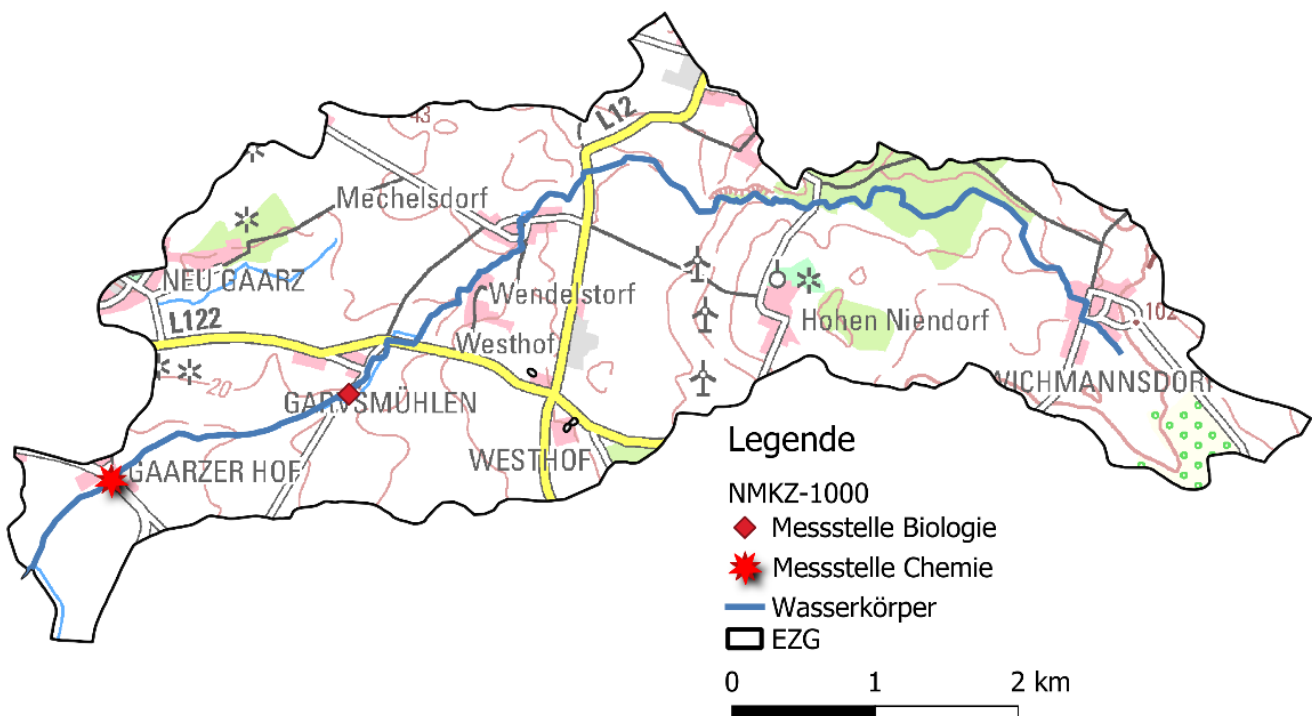 43
L12
Mechelsdorf
NEU GAARZ
Wendelstorf
102
L122
Westhof
Hohen Niendorf
20
GARVSMÜHLEN
WICHMANNSDORF
GAARZER HOF
WESTHOF
Legende
NMKZ-1000
Messstelle Biologie
Messstelle Chemie
Wasserkörper
EZG
0 1 2 km